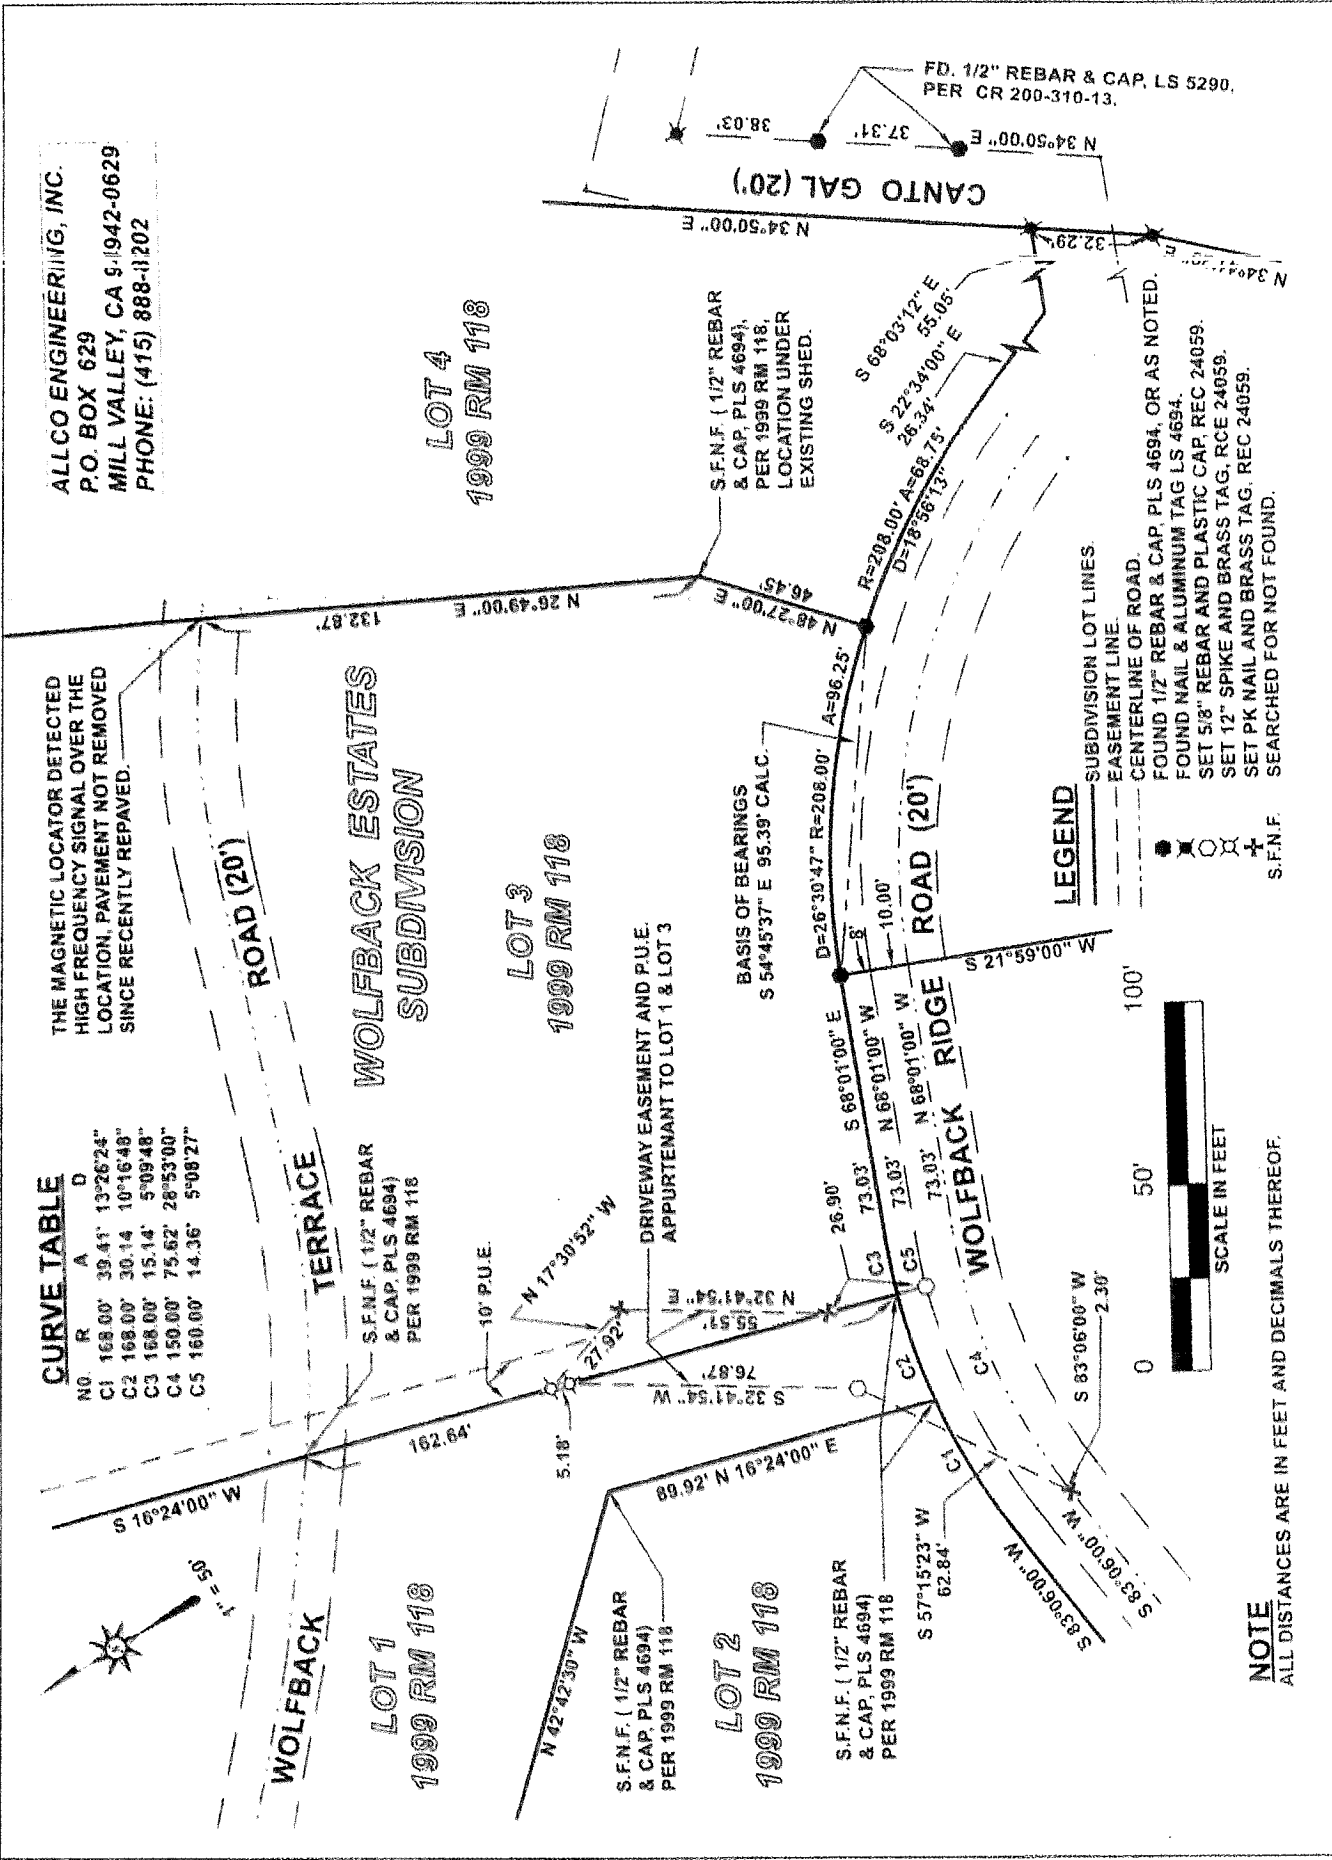 ALLCO ENGINEERING, INC.
P.O. BOX 629
MILL VALLEY, CA 94942-0629
PHONE: (415)
CURVE TABLE
NO. R A D
C1 168.00' 39.41' 13°26'24"
C2 168.00' 30.14 10°16'48"
C3 168.00' 15.14' 5°09'48"
C4 150.00' 75.62' 28°53'00"
C5 160.00' 14.36' 5°08'27"
THE MAGNETIC LOCATOR DETECTED
HIGH FREQUENCY SIGNAL OVER THE
LOCATION, PAVEMENT NOT REMOVED
SINCE RECENTLY REPAVED.
1" = 50'
WOLFBACK
TERRACE
ROAD (20')
S 16°24'00" W
S.F.N.F. ( 1/2" REBAR
& CAP, PLS 4694)
PER 1999 RM 118
162.64'
10' P.U.E.
N 17°30'52" W
27.92'
5.18'
WOLFBACK ESTATES
SUBDIVISION
132.87'
N 26°49'00" E
LOT 4
1999 RM 118
LOT 3
1999 RM 118
LOT 1
1999 RM 118
LOT 2
1999 RM 118
N 42°42'30" W
S.F.N.F. ( 1/2" REBAR
& CAP, PLS 4694)
PER 1999 RM 118
89.92' N 16°24'00" E
DRIVEWAY EASEMENT AND P.U.E.
APPURTENANT TO LOT 1 & LOT 3
S 32°41'54" W
76.87'
55.51'
N 32°41'54" E
S.F.N.F. ( 1/2" REBAR
& CAP, PLS 4694),
PER 1999 RM 118,
LOCATION UNDER
EXISTING SHED.
N 48°27'00" E
46.45'
BASIS OF BEARINGS
S 54°45'37" E 95.39' CALC.
D=26°30'47" R=208.00'
A=96.25'
R=208.00' A=68.75'
D=18°56'13"
S 22°34'00" E
26.34'
S 68°03'12" E
55.05'
CANTO GAL (20')
N 34°50'00" E
N 34°50'00" E
38.03'
37.31'
32.29'
FD. 1/2" REBAR & CAP, LS 5290,
PER CR 200-310-13.
S.F.N.F. ( 1/2" REBAR
& CAP, PLS 4694)
PER 1999 RM 118
S 57°15'23" W
62.84'
C1
C2
C3
C4
C5
26.90'
73.03' S 68°01'00" E
73.03' N 68°01'00" W
73.03' N 68°01'00" W
8'
10.00'
S 21°59'00" W
WOLFBACK RIDGE ROAD (20')
S 83°06'00" W
S 83°06'00" W
S 83°06'00" W
2.30'
LEGEND
SUBDIVISION LOT LINES.
EASEMENT LINE.
CENTERLINE OF ROAD.
FOUND 1/2" REBAR & CAP, PLS 4694, OR AS NOTED.
FOUND NAIL & ALUMINUM TAG LS 4694.
SET 5/8" REBAR AND PLASTIC CAP, REC 24059.
SET 12" SPIKE AND BRASS TAG, RCE 24059.
SET PK NAIL AND BRASS TAG, REC 24059.
S.F.N.F. SEARCHED FOR NOT FOUND.
0 50' 100'
SCALE IN FEET
NOTE
ALL DISTANCES ARE IN FEET AND DECIMALS THEREOF.